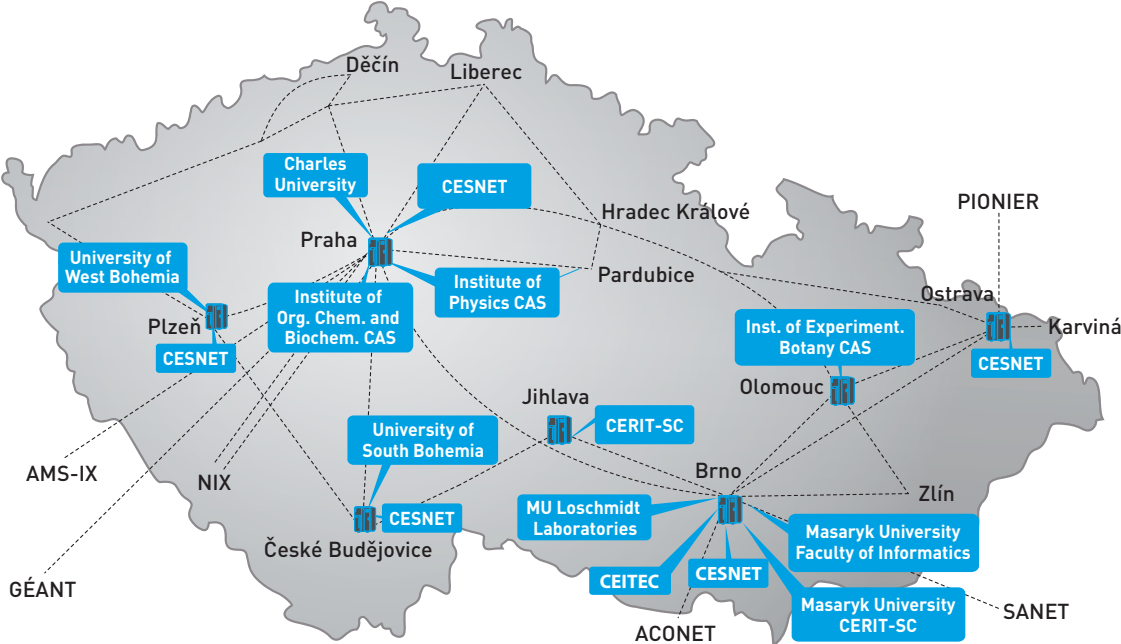 Děčín
Liberec
Charles
University
CESNET
Hradec Králové
PIONIER
Praha
University of
West Bohemia
Institute of
Physics CAS
Pardubice
Institute of
Org. Chem. and
Biochem. CAS
Ostrava
Plzeň
Karviná
CESNET
Inst. of Experiment.
Botany CAS
CESNET
Olomouc
Jihlava
CERIT-SC
University of
South Bohemia
AMS-IX
NIX
Brno
Zlín
CESNET
MU Loschmidt
Laboratories
Masaryk University
Faculty of Informatics
České Budějovice
GÉANT
CEITEC
CESNET
Masaryk University
CERIT-SC
SANET
ACONET